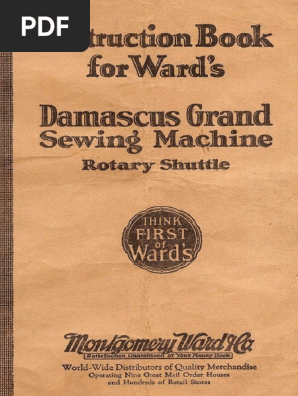 PDF
truction Book
for Ward's
Damascus Grand
Sewing Machine
Rotary Shuttle
THINK
FIRST
of
Ward's
Montgomery Ward & Co
Satisfaction Guaranteed or Your Money Back
World-Wide Distributors of Quality Merchandise
Operating Nine Great Mail Order Houses
and Hundreds of Retail Stores